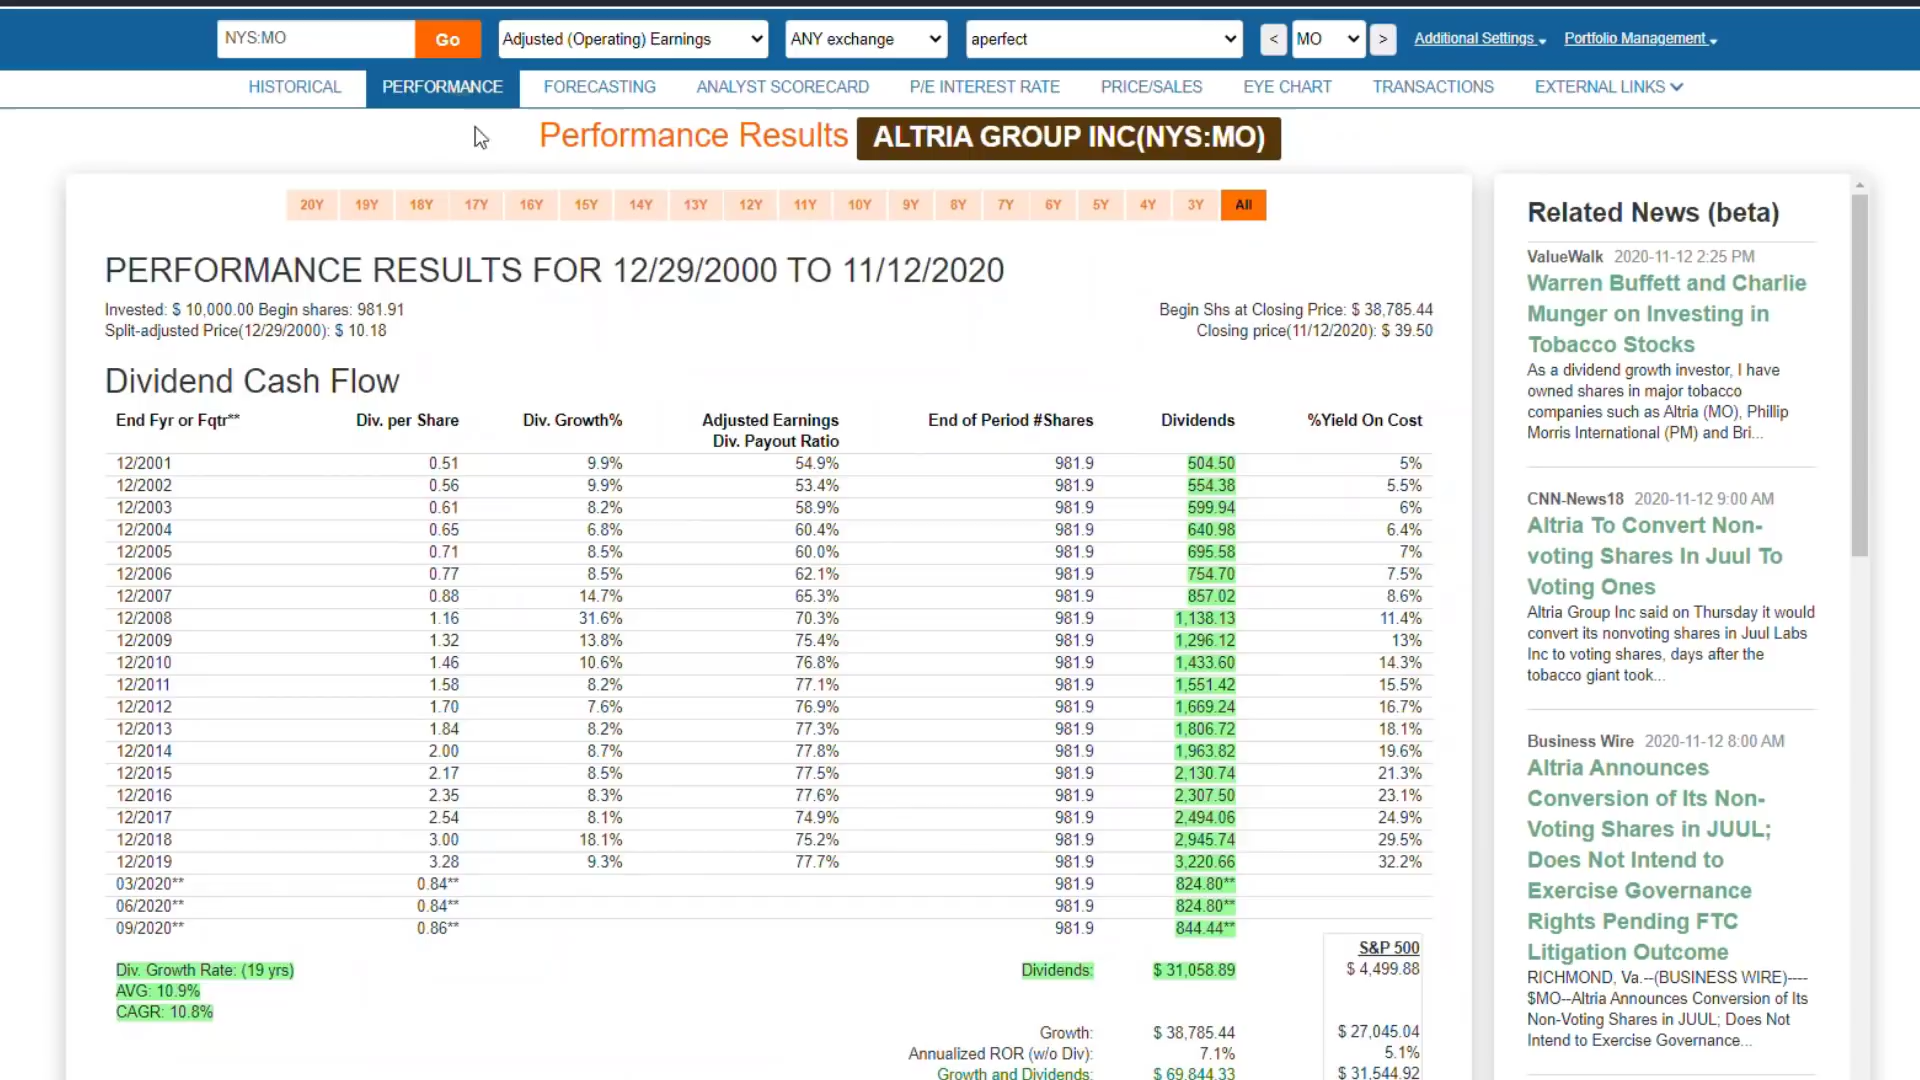 NYS:MO Go Adjusted (Operating) Earnings ANY exchange aperfect < MO > Additional Settings Portfolio Management
HISTORICAL PERFORMANCE FORECASTING ANALYST SCORECARD P/E INTEREST RATE PRICE/SALES EYE CHART TRANSACTIONS EXTERNAL LINKS
Performance Results ALTRIA GROUP INC(NYS:MO)
20Y 19Y 18Y 17Y 16Y 15Y 14Y 13Y 12Y 11Y 10Y 9Y 8Y 7Y 6Y 5Y 4Y 3Y All
PERFORMANCE RESULTS FOR 12/29/2000 TO 11/12/2020
Invested: $ 10,000.00 Begin shares: 981.91 Begin Shs at Closing Price: $ 38,785.44
Split-adjusted Price(12/29/2000): $ 10.18 Closing price(11/12/2020): $ 39.50
Dividend Cash Flow
End Fyr or Fqtr** Div. per Share Div. Growth% Adjusted Earnings End of Period #Shares Dividends %Yield On Cost
Div. Payout Ratio
12/2001 0.51 9.9% 54.9% 981.9 504.50 5%
12/2002 0.56 9.9% 53.4% 981.9 554.38 5.5%
12/2003 0.61 8.2% 58.9% 981.9 599.94 6%
12/2004 0.65 6.8% 60.4% 981.9 640.98 6.4%
12/2005 0.71 8.5% 60.0% 981.9 695.58 7%
12/2006 0.77 8.5% 62.1% 981.9 754.70 7.5%
12/2007 0.88 14.7% 65.3% 981.9 857.02 8.6%
12/2008 1.16 31.6% 70.3% 981.9 1,138.13 11.4%
12/2009 1.32 13.8% 75.4% 981.9 1,296.12 13%
12/2010 1.46 10.6% 76.8% 981.9 1,433.60 14.3%
12/2011 1.58 8.2% 77.1% 981.9 1,551.42 15.5%
12/2012 1.70 7.6% 76.9% 981.9 1,669.24 16.7%
12/2013 1.84 8.2% 77.3% 981.9 1,806.72 18.1%
12/2014 2.00 8.7% 77.8% 981.9 1,963.82 19.6%
12/2015 2.17 8.5% 77.5% 981.9 2,130.74 21.3%
12/2016 2.35 8.3% 77.6% 981.9 2,307.50 23.1%
12/2017 2.54 8.1% 74.9% 981.9 2,494.06 24.9%
12/2018 3.00 18.1% 75.2% 981.9 2,945.74 29.5%
12/2019 3.28 9.3% 77.7% 981.9 3,220.66 32.2%
03/2020** 0.84** 981.9 824.80**
06/2020** 0.84** 981.9 824.80**
09/2020** 0.86** 981.9 844.44**
S&P 500
Div. Growth Rate: (19 yrs) Dividends: $ 31,058.89 $ 4,499.88
AVG: 10.9%
CAGR: 10.8%
Growth: $ 38,785.44 $ 27,045.04
Annualized ROR (w/o Div): 7.1% 5.1%
Growth and Dividends: $ 69,844.33 $ 31,544.92
Related News (beta)
ValueWalk 2020-11-12 2:25 PM
Warren Buffett and Charlie
Munger on Investing in
Tobacco Stocks
As a dividend growth investor, I have
owned shares in major tobacco
companies such as Altria (MO), Phillip
Morris International (PM) and Bri...
CNN-News18 2020-11-12 9:00 AM
Altria To Convert Non-
voting Shares In Juul To
Voting Ones
Altria Group Inc said on Thursday it would
convert its nonvoting shares in Juul Labs
Inc to voting shares, days after the
tobacco giant took...
Business Wire 2020-11-12 8:00 AM
Altria Announces
Conversion of Its Non-
Voting Shares in JUUL;
Does Not Intend to
Exercise Governance
Rights Pending FTC
Litigation Outcome
RICHMOND, Va.--(BUSINESS WIRE)----
$MO--Altria Announces Conversion of Its
Non-Voting Shares in JUUL; Does Not
Intend to Exercise Governance...